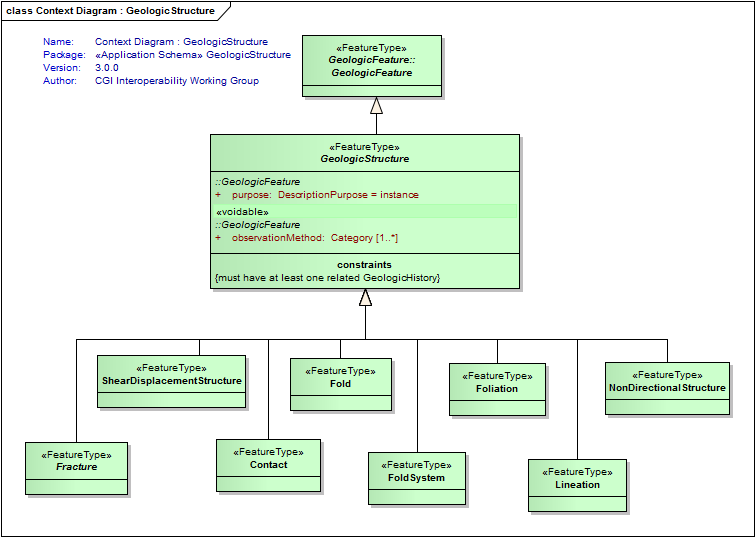 class Context Diagram : GeologicStructure
Name: Context Diagram : GeologicStructure
Package: «Application Schema» GeologicStructure
Version: 3.0.0
Author: CGI Interoperability Working Group
«FeatureType»
GeologicFeature::
GeologicFeature
«FeatureType»
GeologicStructure
::GeologicFeature
+ purpose: DescriptionPurpose = instance
«voidable»
::GeologicFeature
+ observationMethod: Category [1..*]
constraints
{must have at least one related GeologicHistory}
«FeatureType»
ShearDisplacementStructure
«FeatureType»
Fold
«FeatureType»
Foliation
«FeatureType»
NonDirectionalStructure
«FeatureType»
Fracture
«FeatureType»
Contact
«FeatureType»
FoldSystem
«FeatureType»
Lineation